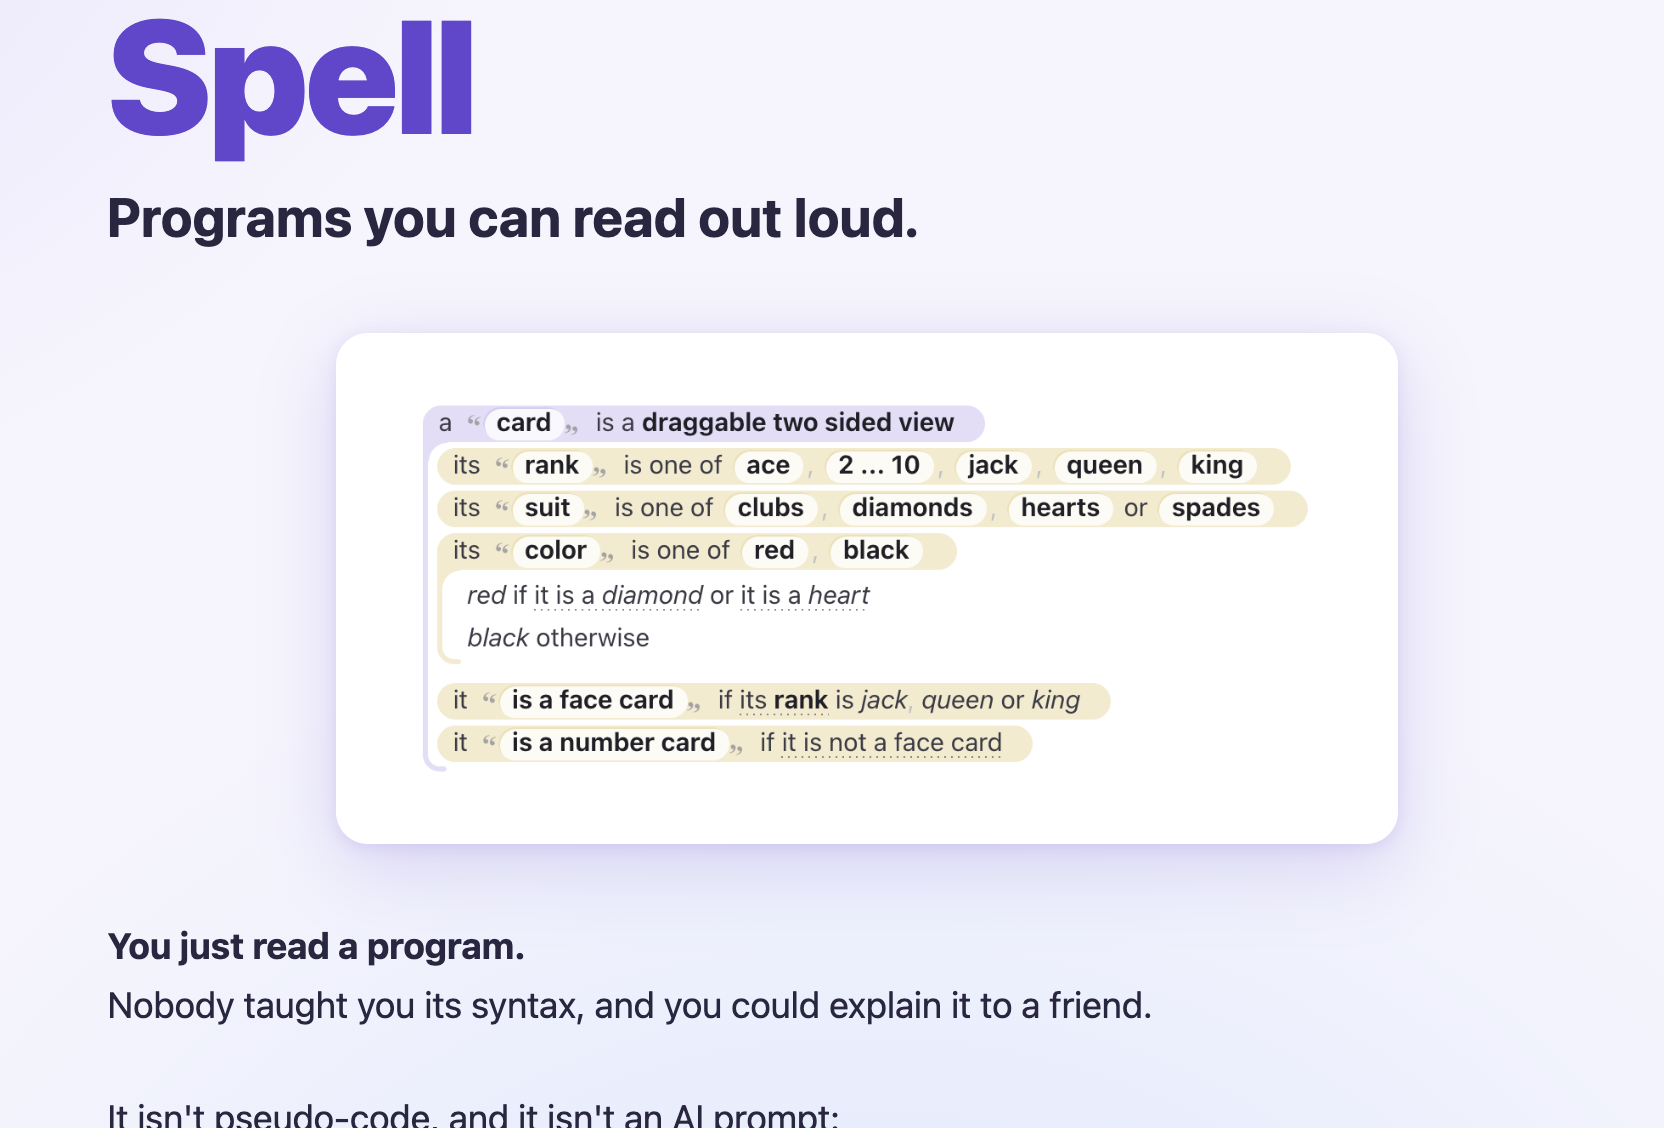 Spell
Programs you can read out loud.
a “ card „ is a draggable two sided view
its “ rank „ is one of ace , 2 ... 10 , jack , queen , king
its “ suit „ is one of clubs , diamonds , hearts or spades
its “ color „ is one of red , black
red if it is a diamond or it is a heart
black otherwise
it “ is a face card „ if its rank is jack, queen or king
it “ is a number card „ if it is not a face card
You just read a program.
Nobody taught you its syntax, and you could explain it to a friend.
It isn't pseudo-code, and it isn't an AI prompt: